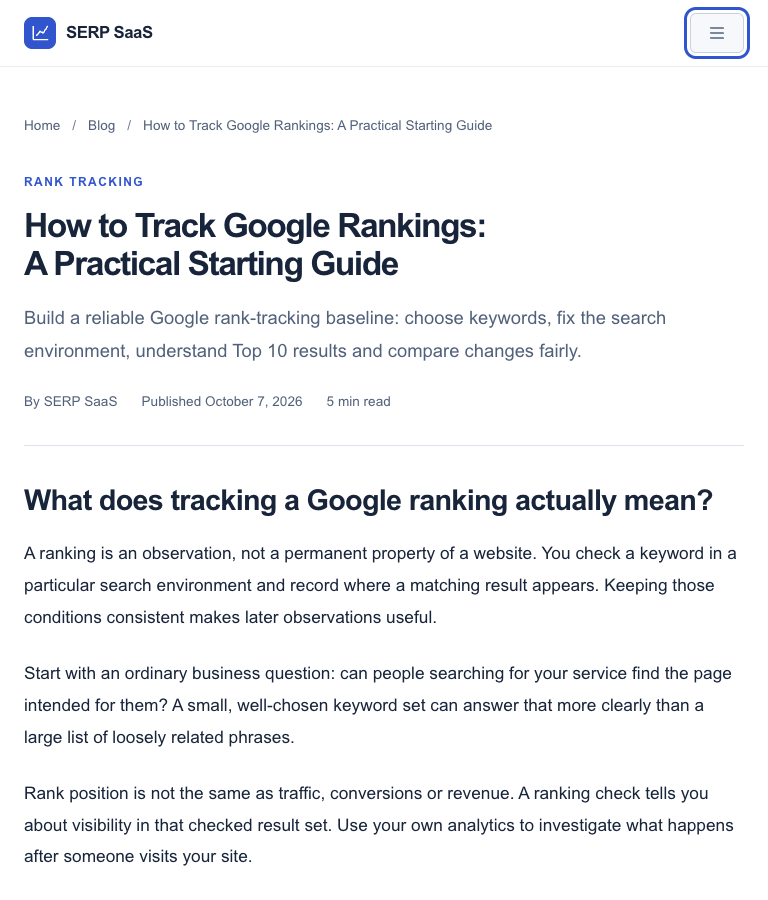 SERP SaaS
Home / Blog / How to Track Google Rankings: A Practical Starting Guide
RANK TRACKING
How to Track Google Rankings:
A Practical Starting Guide
Build a reliable Google rank-tracking baseline: choose keywords, fix the search
environment, understand Top 10 results and compare changes fairly.
By SERP SaaS Published October 7, 2026 5 min read
What does tracking a Google ranking actually mean?
A ranking is an observation, not a permanent property of a website. You check a keyword in a
particular search environment and record where a matching result appears. Keeping those
conditions consistent makes later observations useful.
Start with an ordinary business question: can people searching for your service find the page
intended for them? A small, well-chosen keyword set can answer that more clearly than a
large list of loosely related phrases.
Rank position is not the same as traffic, conversions or revenue. A ranking check tells you
about visibility in that checked result set. Use your own analytics to investigate what happens
after someone visits your site.